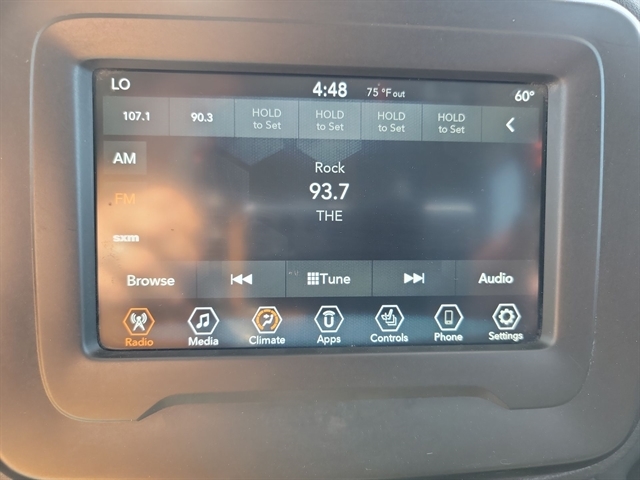 LO 4:48 75 °F out 60°
107.1 90.3 HOLD to Set HOLD to Set HOLD to Set HOLD to Set
AM
Rock
93.7
FM
THE
sxm
Browse Tune Audio
Radio Media Climate Apps Controls Phone Settings